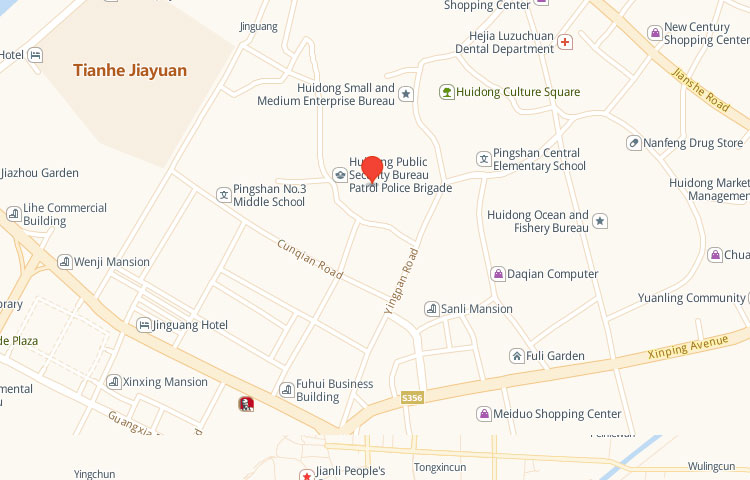 Shopping Center
Jinguang
New Century
Shopping Center
Hejia Luzuchuan
Dental Department
Hotel
Tianhe Jiayuan
Jianshe Road
Huidong Small and
Medium Enterprise Bureau
Huidong Culture Square
Nanfeng Drug Store
Pingshan Central
Elementary School
Public
Security Bureau
Patrol Police Brigade
Jiazhou Garden
Pingshan No.3
Middle School
Huidong Market
Management
Lihe Commercial
Building
Huidong Ocean and
Fishery Bureau
Cunqian Road
Yingpan Road
Wenji Mansion
Daqian Computer
Yuanling Community
Sanli Mansion
Jinguang Hotel
Xinping Avenue
Fuli Garden
Xinxing Mansion
Fuhui Business
Building
S356
Meiduo Shopping Center
Tongxincun
Wulingcun
Yingchun
Jianli People's